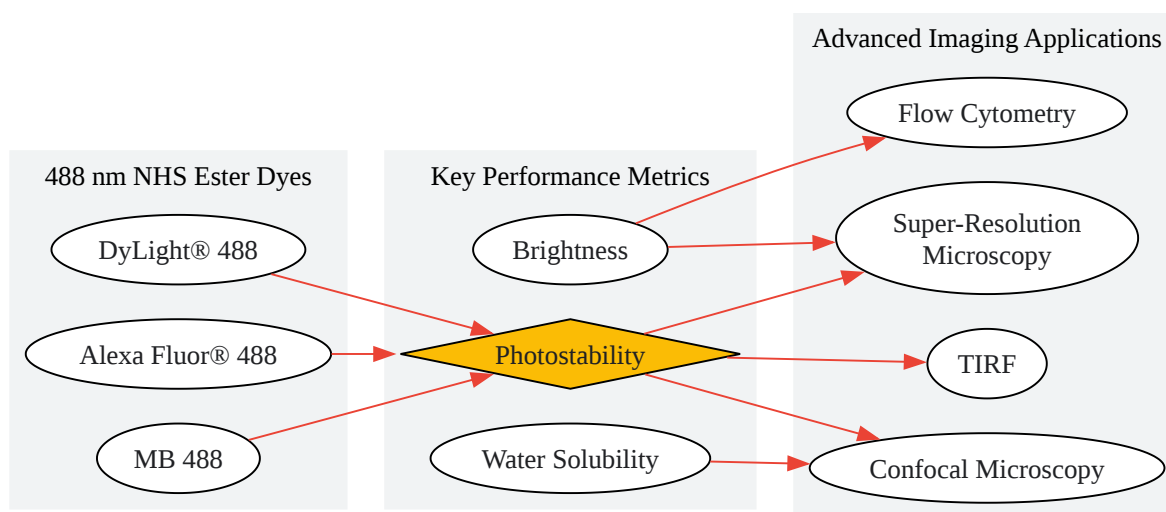 488 nm NHS Ester Dyes
DyLight® 488
Alexa Fluor® 488
MB 488
Key Performance Metrics
Brightness
Photostability
Water Solubility
Advanced Imaging Applications
Flow Cytometry
Super-Resolution
Microscopy
TIRF
Confocal Microscopy